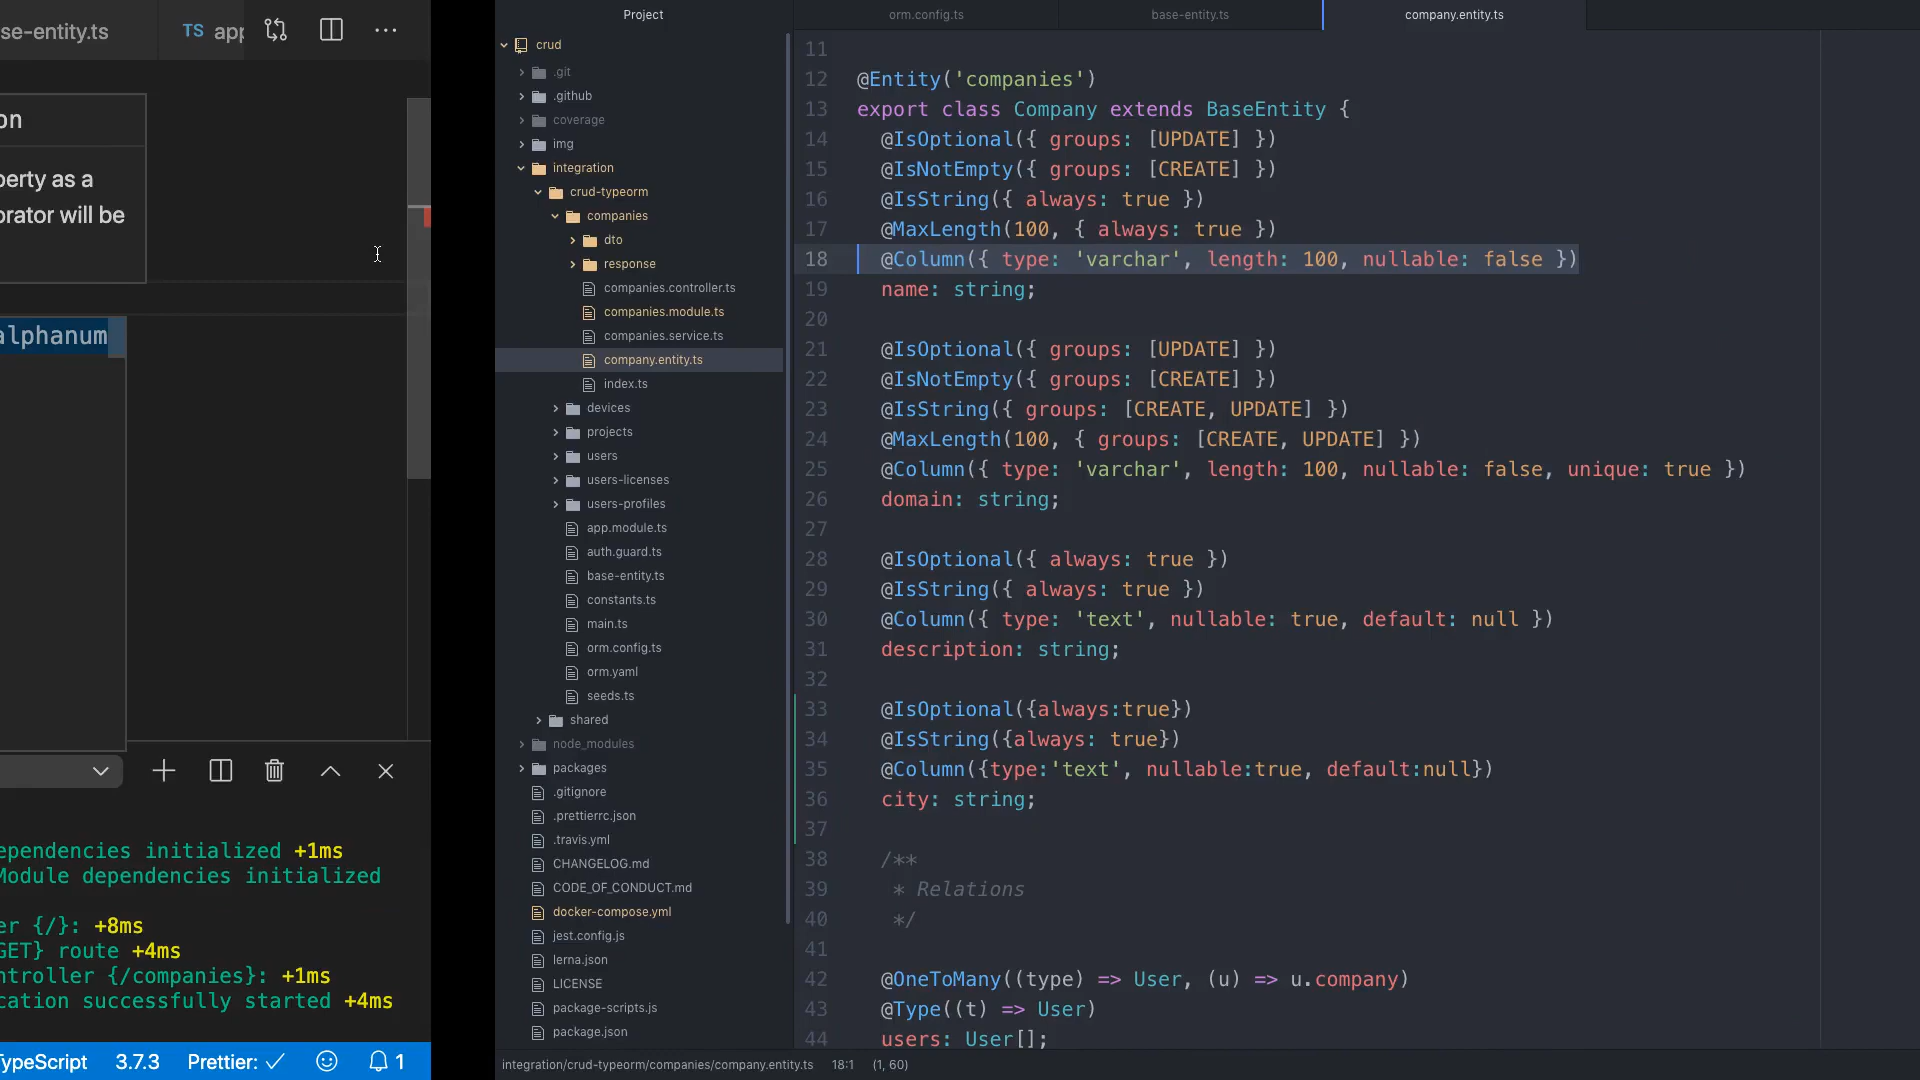 se-entity.ts
TS app
on
perty as a
orator will be
alphanum
ependencies initialized +1ms
Module dependencies initialized
er {/}: +8ms
GET} route +4ms
ntroller {/companies}: +1ms
cation successfully started +4ms
TypeScript 3.7.3 Prettier: ✓ 1
Project
crud
.git
.github
coverage
img
integration
crud-typeorm
companies
dto
response
companies.controller.ts
companies.module.ts
companies.service.ts
company.entity.ts
index.ts
devices
projects
users
users-licenses
users-profiles
app.module.ts
auth.guard.ts
base-entity.ts
constants.ts
main.ts
orm.config.ts
orm.yaml
seeds.ts
shared
node_modules
packages
.gitignore
.prettierrc.json
.travis.yml
CHANGELOG.md
CODE_OF_CONDUCT.md
docker-compose.yml
jest.config.js
lerna.json
LICENSE
package-scripts.js
package.json
orm.config.ts
base-entity.ts
company.entity.ts
11
12 @Entity('companies')
13 export class Company extends BaseEntity {
14 @IsOptional({ groups: [UPDATE] })
15 @IsNotEmpty({ groups: [CREATE] })
16 @IsString({ always: true })
17 @MaxLength(100, { always: true })
18 @Column({ type: 'varchar', length: 100, nullable: false })
19 name: string;
20
21 @IsOptional({ groups: [UPDATE] })
22 @IsNotEmpty({ groups: [CREATE] })
23 @IsString({ groups: [CREATE, UPDATE] })
24 @MaxLength(100, { groups: [CREATE, UPDATE] })
25 @Column({ type: 'varchar', length: 100, nullable: false, unique: true })
26 domain: string;
27
28 @IsOptional({ always: true })
29 @IsString({ always: true })
30 @Column({ type: 'text', nullable: true, default: null })
31 description: string;
32
33 @IsOptional({always:true})
34 @IsString({always: true})
35 @Column({type:'text', nullable:true, default:null})
36 city: string;
37
38 /**
39 * Relations
40 */
41
42 @OneToMany((type) => User, (u) => u.company)
43 @Type((t) => User)
44 users: User[];
integration/crud-typeorm/companies/company.entity.ts 18:1 (1, 60)